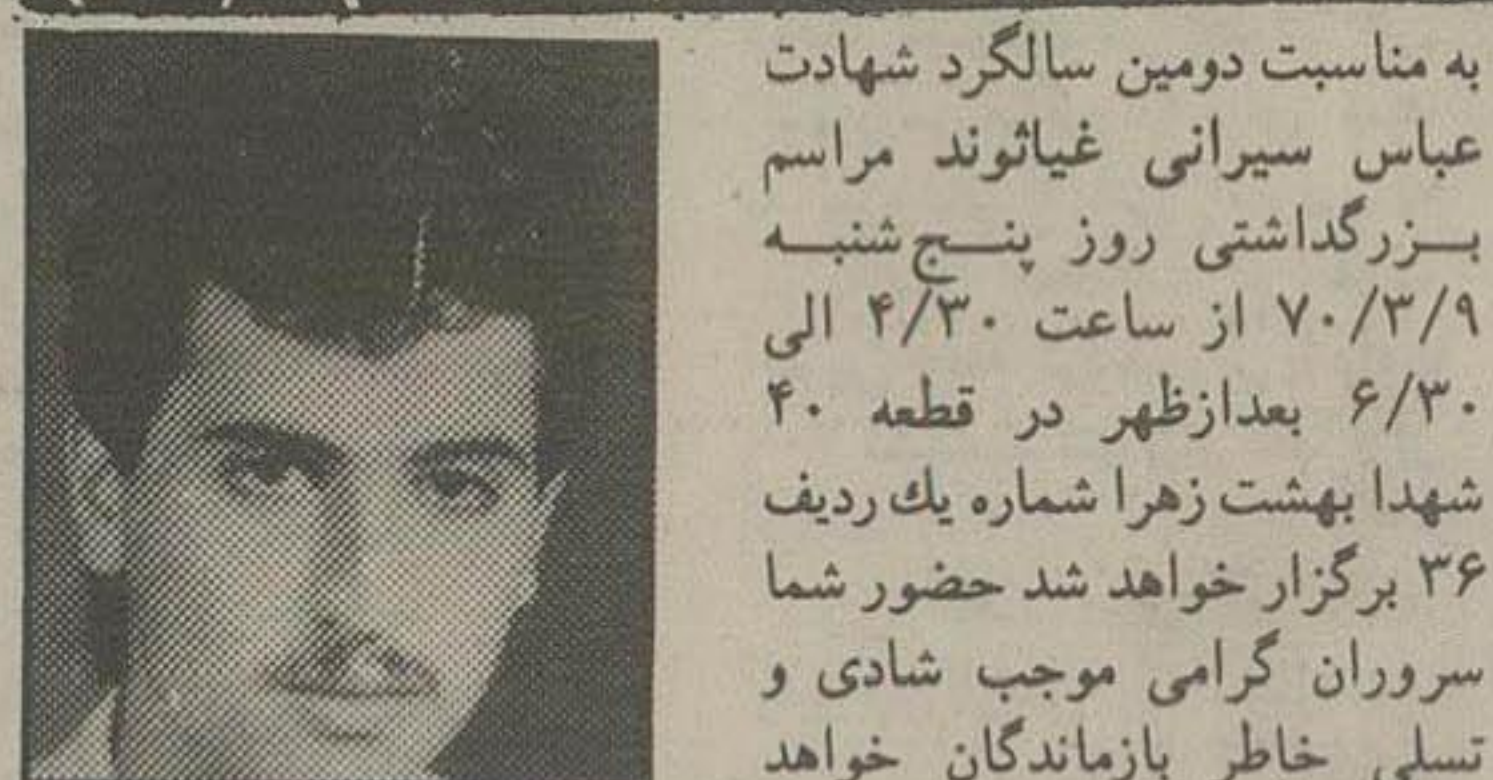 به مناسبت دومین سالگرد شهادت
عباس سیرانی غیاثوند مراسم
بزرگداشتی روز پنج‌شنبه
۷۰/۳/۹ از ساعت ۴/۳۰ الی
۶/۳۰ بعدازظهر در قطعه ۴۰
شهدا بهشت زهرا شماره یك ردیف
۳۶ برگزار خواهد شد حضور شما
سروران گرامی موجب شادی و
تسلی خاطر بازماندگان خواهد